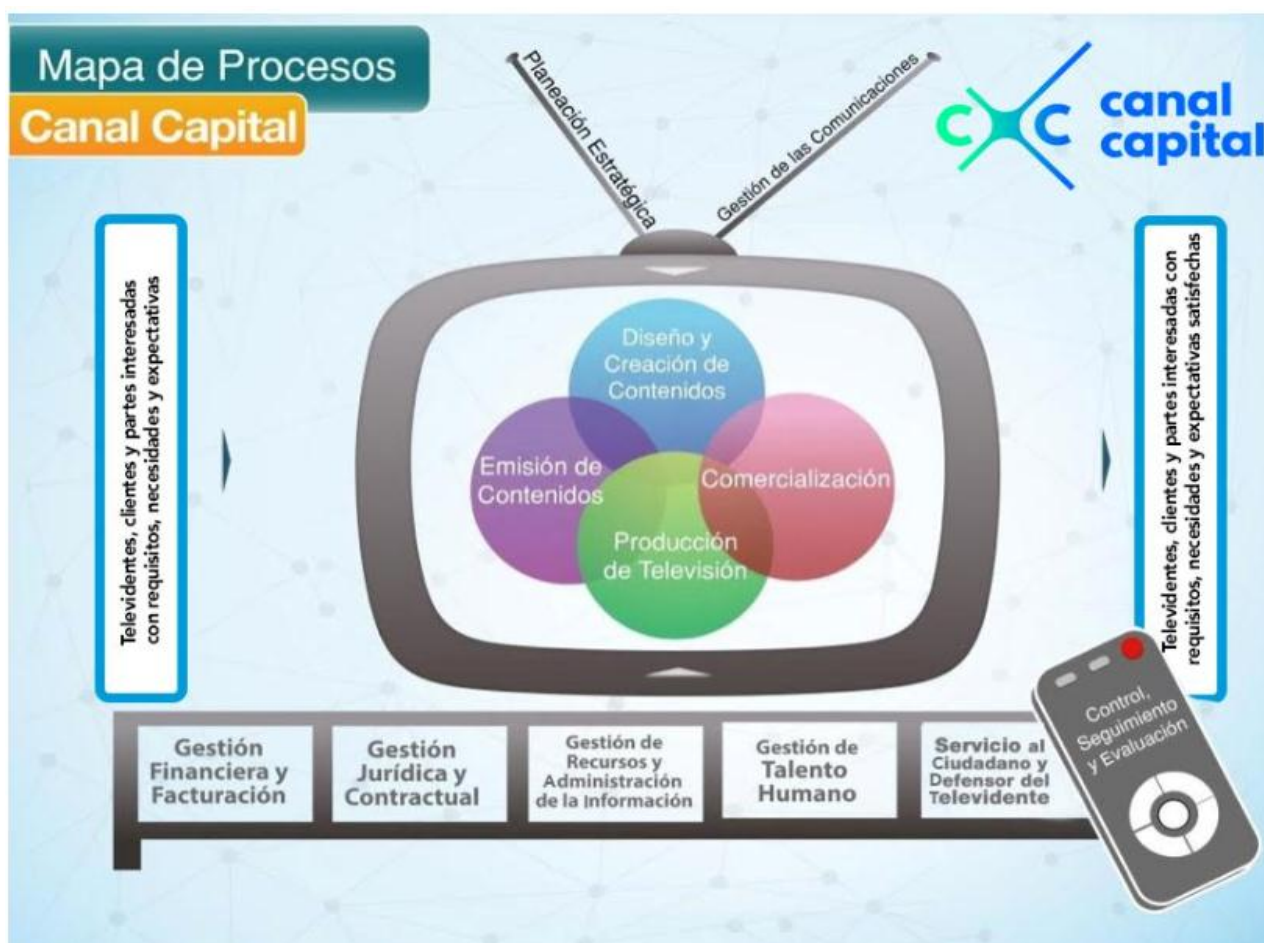 Mapa de Procesos
Canal Capital
Planeación Estratégica
Gestión de las Comunicaciones
CXC
canal
capital
Televidentes, clientes y partes interesadas
con requisitos, necesidades y expectativas
Diseño y
Creación de
Contenidos
Emisión de
Contenidos
Comercialización
Producción
de Televisión
Televidentes, clientes y partes interesadas con
requisitos, necesidades y expectativas satisfechas
Gestión
Financiera y
Facturación
Gestión
Jurídica y
Contractual
Gestión de
Recursos y
Administración
de la Información
Gestión de
Talento
Humano
Servicio al
Ciudadano y
Defensor del
Televidente
Control,
Seguimiento
y Evaluación